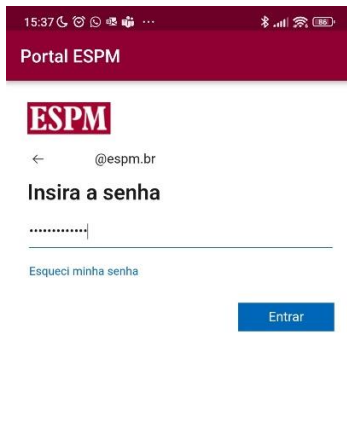 15:37
86
Portal ESPM
ESPM
@espm.br
Insira a senha
•••••••••••••
Esqueci minha senha
Entrar